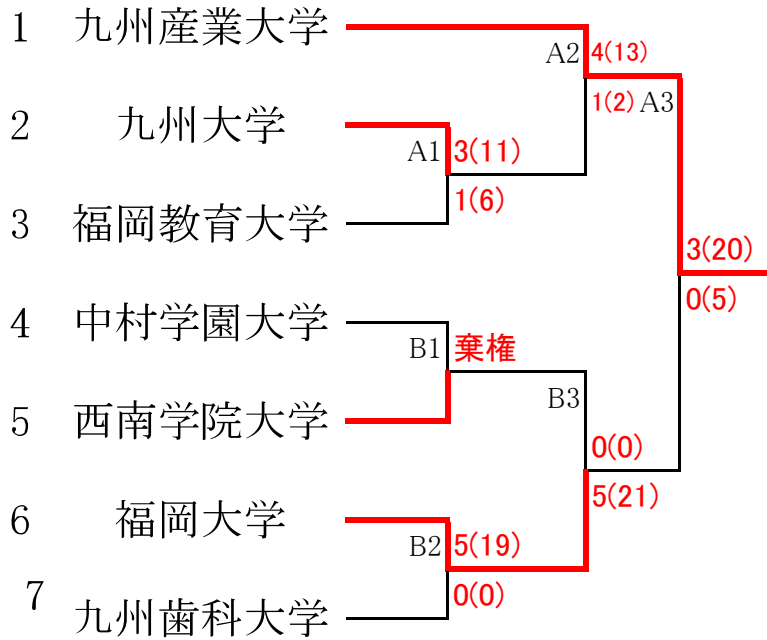 1 九州産業大学
A2 4(13)
1(2) A3
2 九州大学
A1 3(11)
1(6)
3 福岡教育大学
3(20)
0(5)
4 中村学園大学
B1 棄権
B3
5 西南学院大学
0(0)
5(21)
6 福岡大学
B2 5(19)
0(0)
7 九州歯科大学